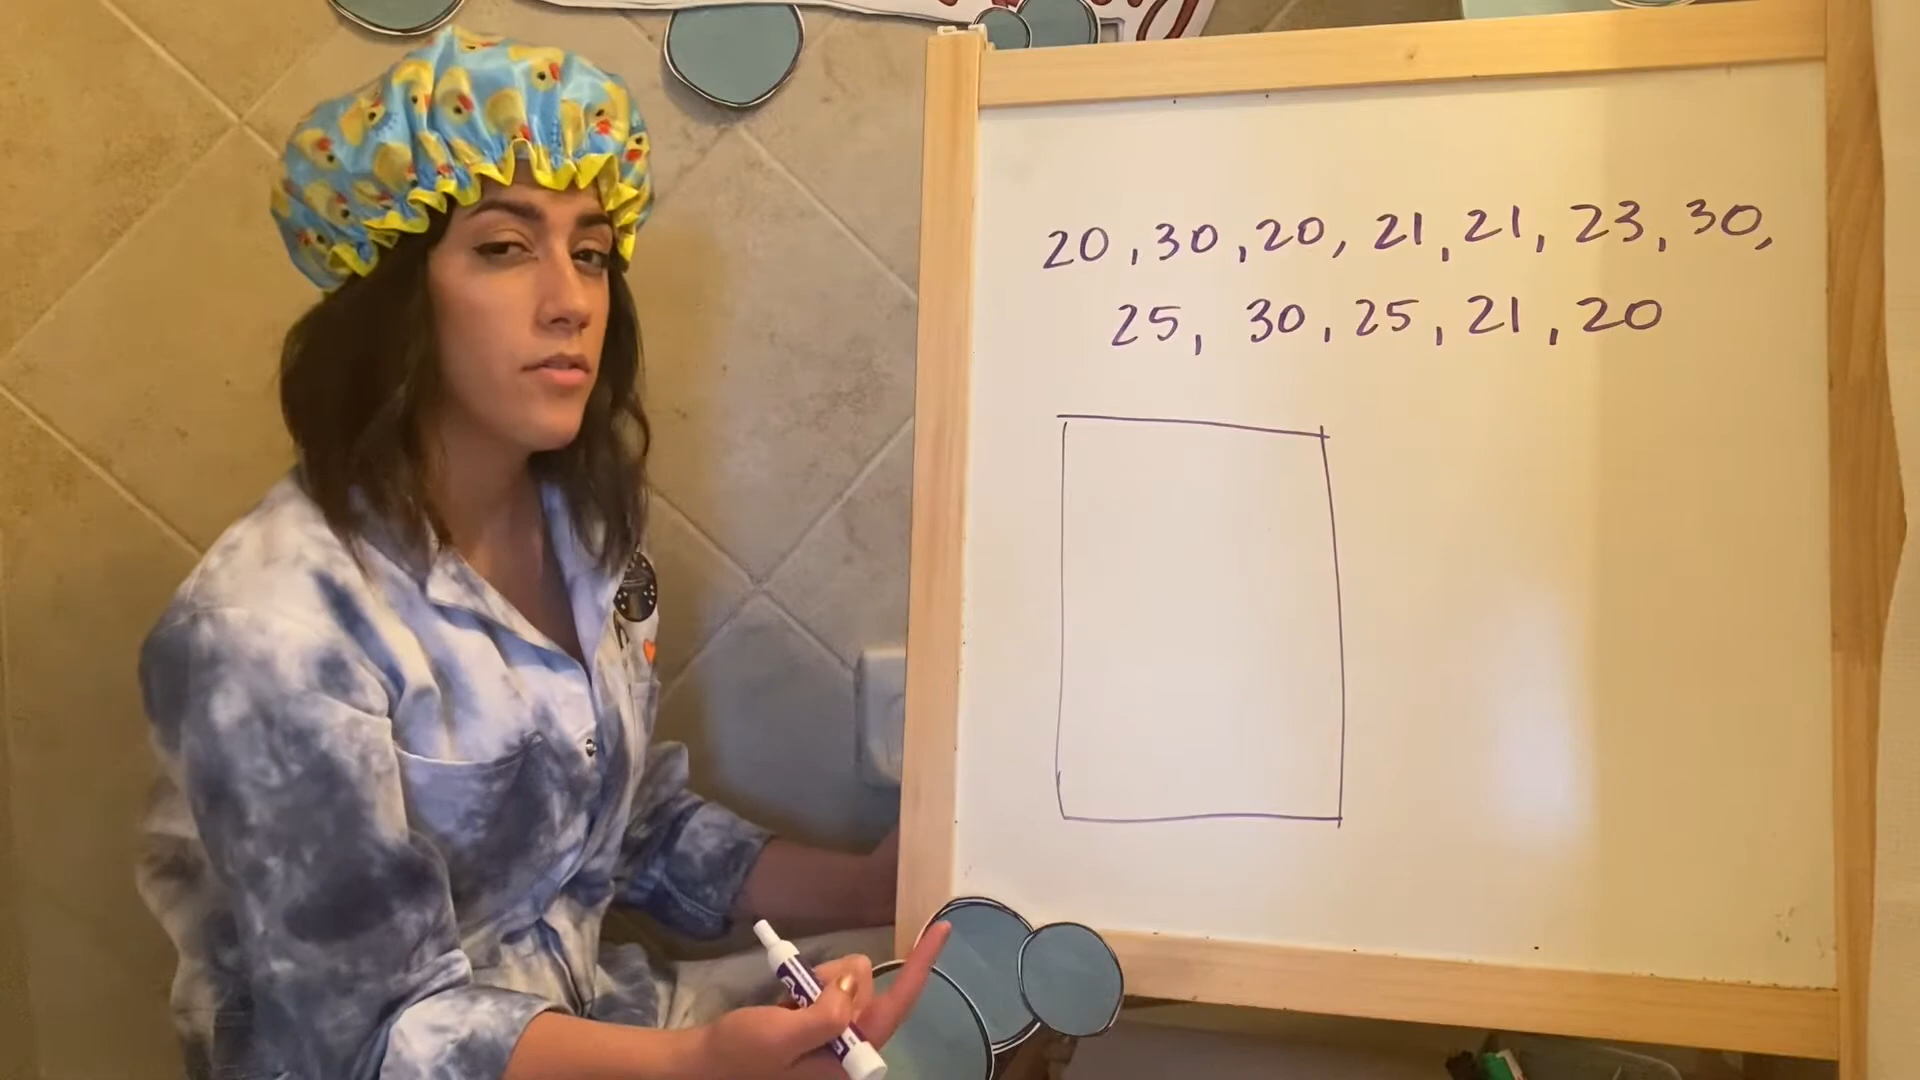 20, 30, 20, 21, 21, 23, 30,
25, 30, 25, 21, 20